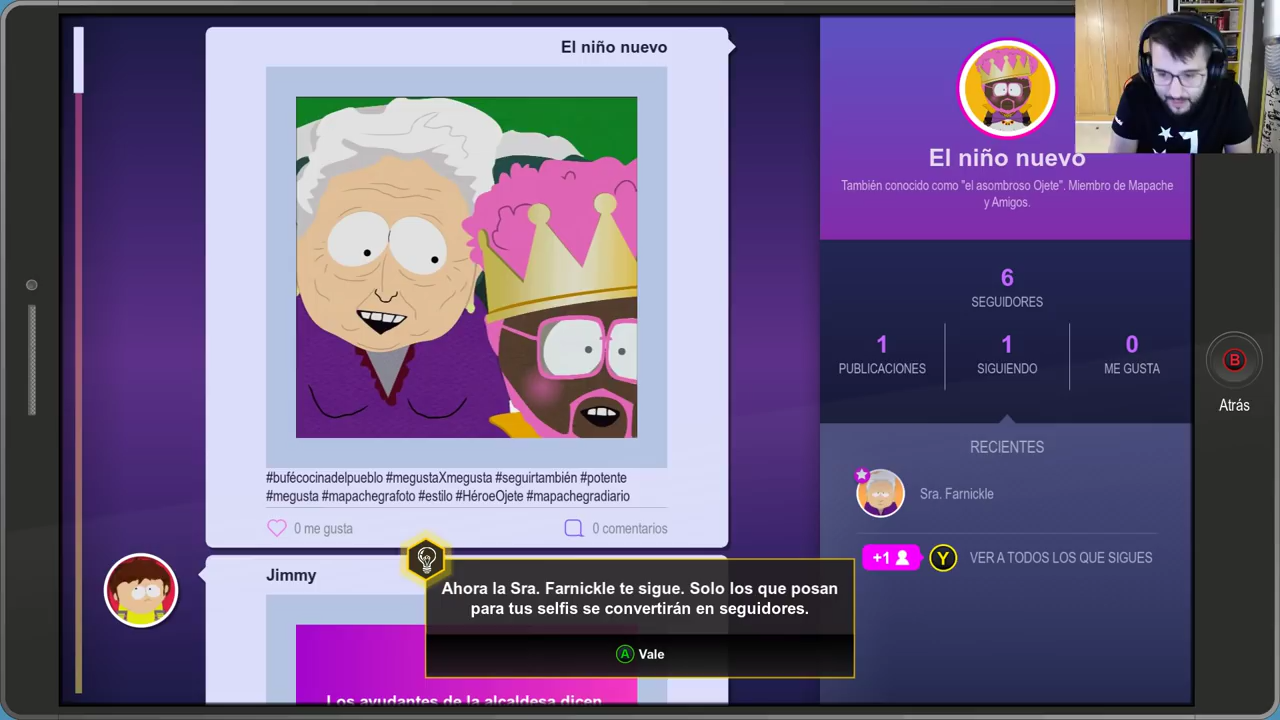 El niño nuevo
#bufécocinadelpueblo #megustaXmegusta #seguirtambién #potente
#megusta #mapachegrafoto #estilo #HéroeOjete #mapachegradiario
0 me gusta
0 comentarios
Jimmy
Los ayudantes de la alcaldesa dicen
El niño nuevo
También conocido como "el asombroso Ojete". Miembro de Mapache
y Amigos.
6
SEGUIDORES
1
PUBLICACIONES
1
SIGUIENDO
0
ME GUSTA
RECIENTES
Sra. Farnickle
+1
Y
VER A TODOS LOS QUE SIGUES
B
Atrás
Ahora la Sra. Farnickle te sigue. Solo los que posan
para tus selfis se convertirán en seguidores.
A Vale